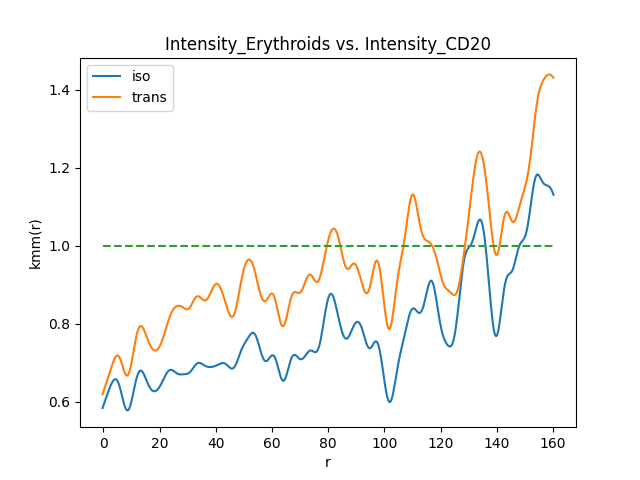 Intensity_Erythroids vs. Intensity_CD20
iso
trans
kmm(r)
1.4
1.2
1.0
0.8
0.6
0 20 40 60 80 100 120 140 160
r